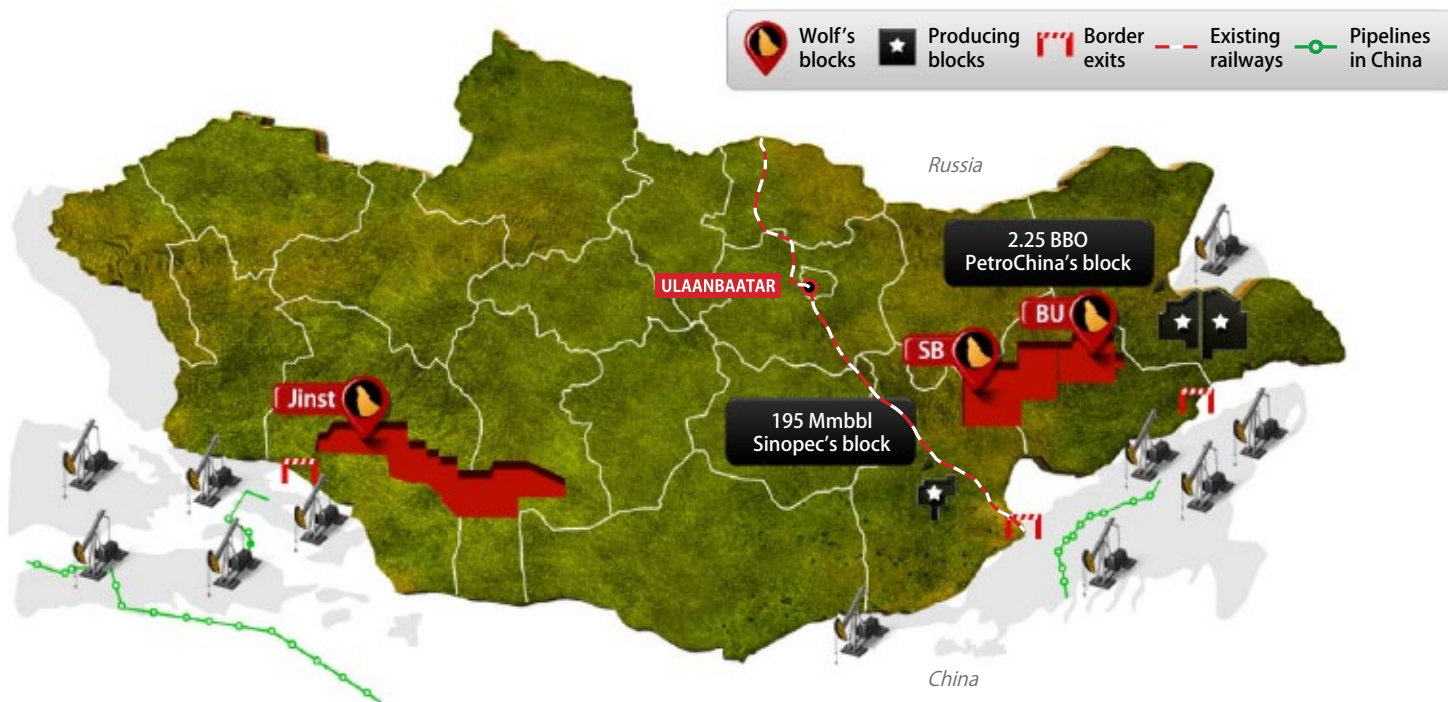 Wolf's
blocks
Producing
blocks
Border
exits
Existing
railways
Pipelines
in China
Russia
2.25 BBO
PetroChina's block
ULAANBAATAR
BU
SB
Jinst
195 Mmbbl
Sinopec's block
China